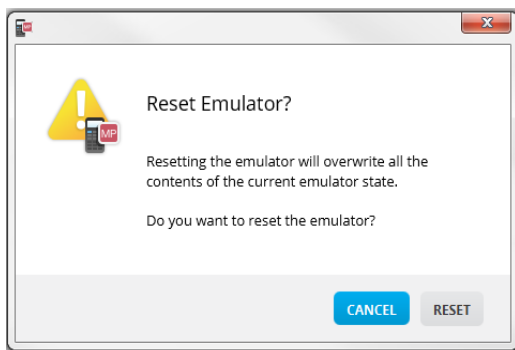 MP
Reset Emulator?
MP
Resetting the emulator will overwrite all the
contents of the current emulator state.
Do you want to reset the emulator?
CANCEL
RESET